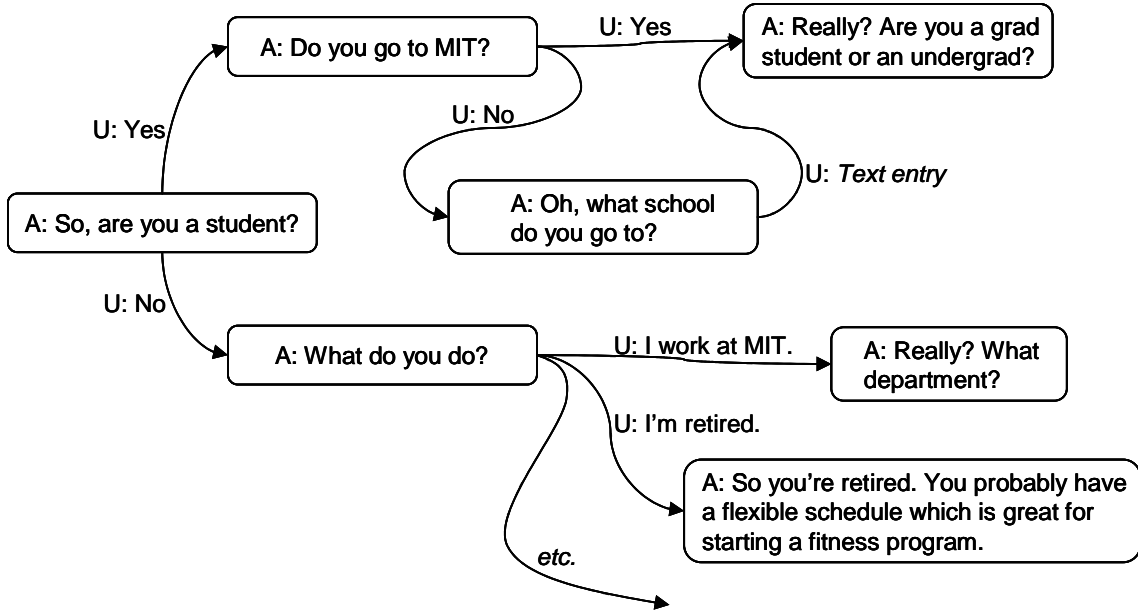 U: Yes
A: Do you go to MIT?
A: Really? Are you a grad
student or an undergrad?
U: No
U: Yes
U: Text entry
A: Oh, what school
do you go to?
A: So, are you a student?
U: No
A: What do you do?
U: I work at MIT.
A: Really? What
department?
U: I'm retired.
A: So you're retired. You probably have
a flexible schedule which is great for
starting a fitness program.
etc.